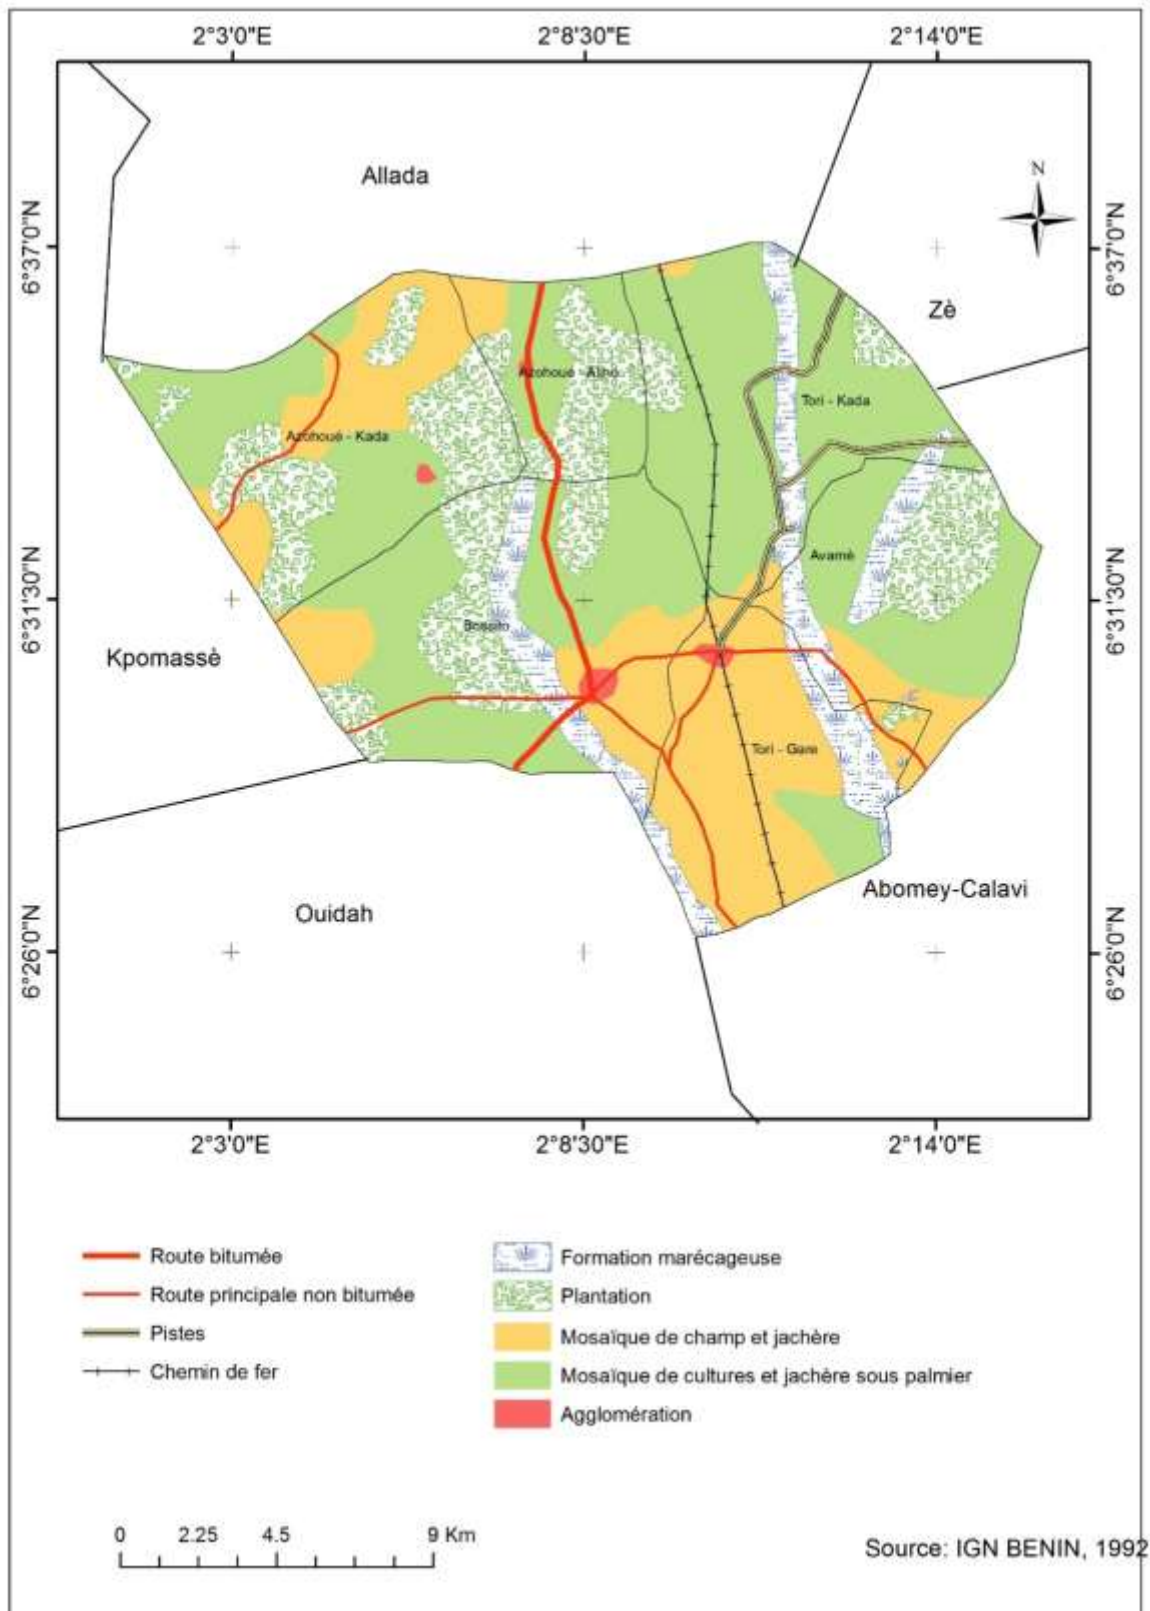 2°3'0"E 2°8'30"E 2°14'0"E
Allada
6°37'0"N
6°37'0"N
Zè
Azohoué - Aliho
Tori - Kada
Azohoué - Kada
Avamè
6°31'30"N
6°31'30"N
Bossito
Kpomassè
Tori - Gare
Abomey-Calavi
Ouidah
6°26'0"N
6°26'0"N
2°3'0"E 2°8'30"E 2°14'0"E
N
Route bitumée
Route principale non bitumée
Pistes
Chemin de fer
Formation marécageuse
Plantation
Mosaïque de champ et jachère
Mosaïque de cultures et jachère sous palmier
Agglomération
0 2.25 4.5 9 Km
Source: IGN BENIN, 1992